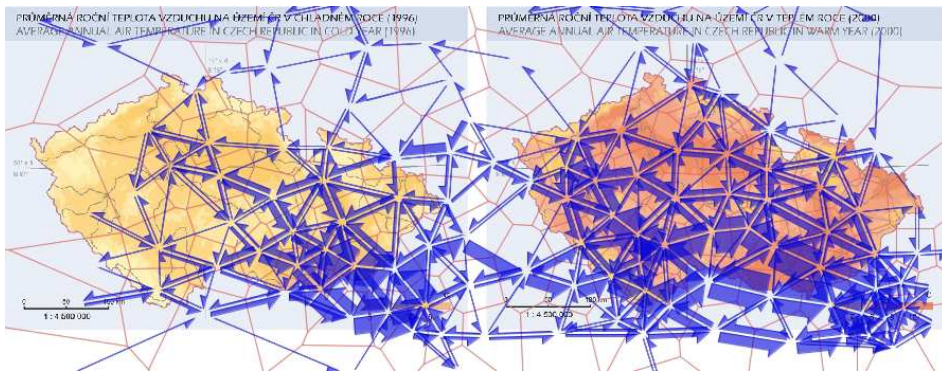 PRŮMĚRNÁ ROČNÍ TEPLOTA VZDUCHU NA ÚZEMÍ ČR V CHLADNÉM ROCE (1996)
AVERAGE ANNUAL AIR TEMPERATURE IN CZECH REPUBLIC IN COLD YEAR (1996)
PRŮMĚRNÁ ROČNÍ TEPLOTA VZDUCHU NA ÚZEMÍ ČR V TEPLÉM ROCE (2000)
AVERAGE ANNUAL AIR TEMPERATURE IN CZECH REPUBLIC IN WARM YEAR (2000)
0 50 100 km
1 : 4 500 000
0 50 100 km
1 : 4 500 000